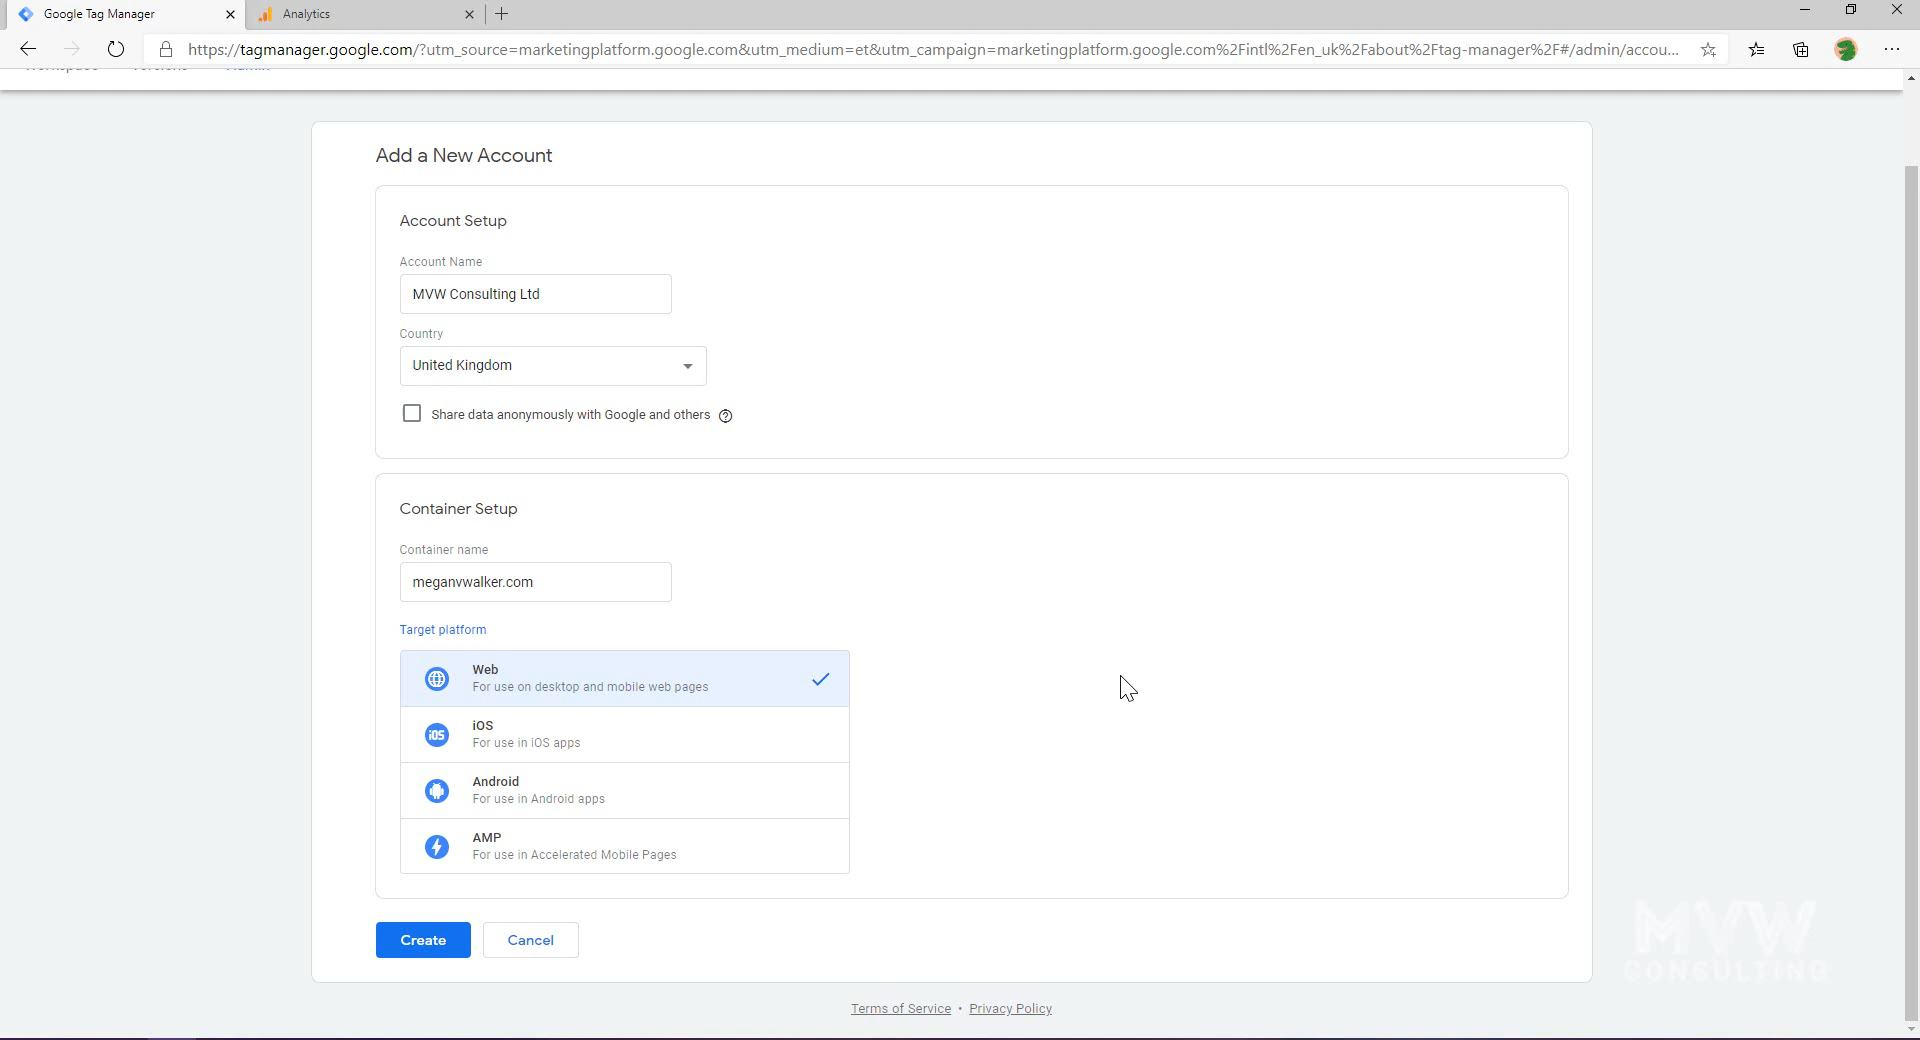 Google Tag Manager
Analytics
https://tagmanager.google.com/?utm_source=marketingplatform.google.com&utm_medium=et&utm_campaign=marketingplatform.google.com%2Fintl%2Fen_uk%2Fabout%2Ftag-manager%2F#/admin/accou...
Add a New Account
Account Setup
Account Name
MVW Consulting Ltd
Country
United Kingdom
Share data anonymously with Google and others
Container Setup
Container name
meganvwalker.com
Target platform
Web
For use on desktop and mobile web pages
iOS
iOS
For use in iOS apps
Android
For use in Android apps
AMP
For use in Accelerated Mobile Pages
Create
Cancel
MVW
CONSULTING
Terms of Service • Privacy Policy